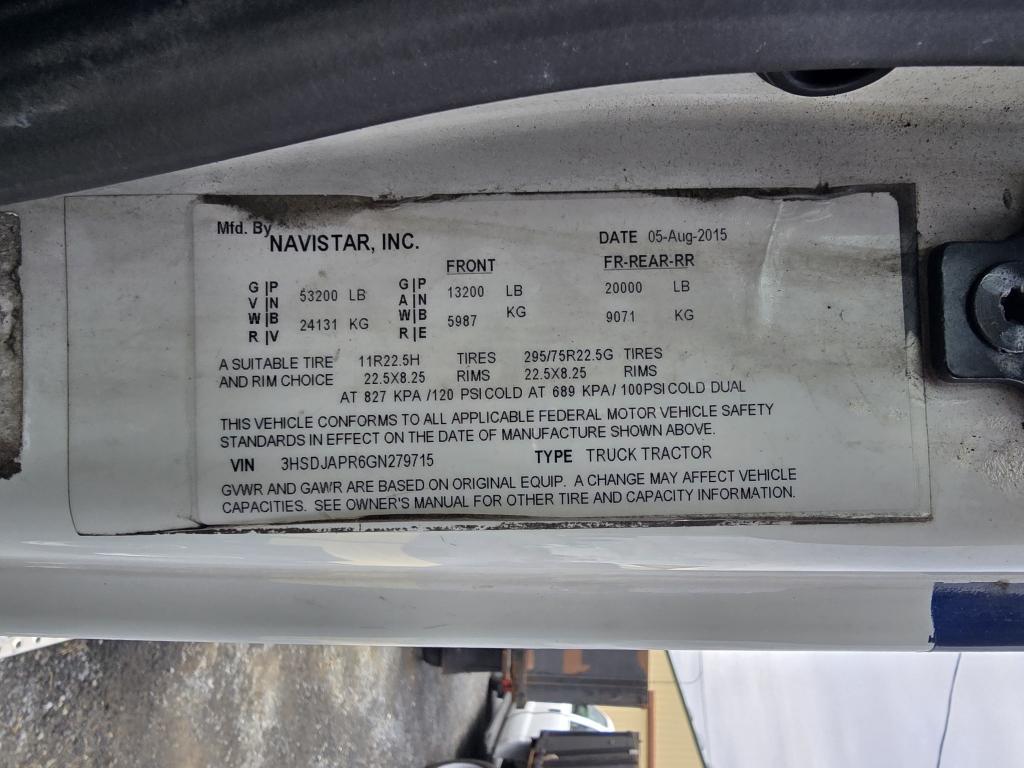 Mfd. By NAVISTAR, INC. DATE 05-Aug-2015
FRONT FR-REAR-RR
G|P 53200 LB G|P 13200 LB 20000 LB
V|N A|N
W|B 24131 KG W|B 5987 KG 9071 KG
R|V R|E
A SUITABLE TIRE 11R22.5H TIRES 295/75R22.5G TIRES
AND RIM CHOICE 22.5X8.25 RIMS 22.5X8.25 RIMS
AT 827 KPA /120 PSI COLD AT 689 KPA/ 100PSI COLD DUAL
THIS VEHICLE CONFORMS TO ALL APPLICABLE FEDERAL MOTOR VEHICLE SAFETY
STANDARDS IN EFFECT ON THE DATE OF MANUFACTURE SHOWN ABOVE.
VIN 3HSDJAPR6GN279715 TYPE TRUCK TRACTOR
GVWR AND GAWR ARE BASED ON ORIGINAL EQUIP. A CHANGE MAY AFFECT VEHICLE
CAPACITIES. SEE OWNER'S MANUAL FOR OTHER TIRE AND CAPACITY INFORMATION.